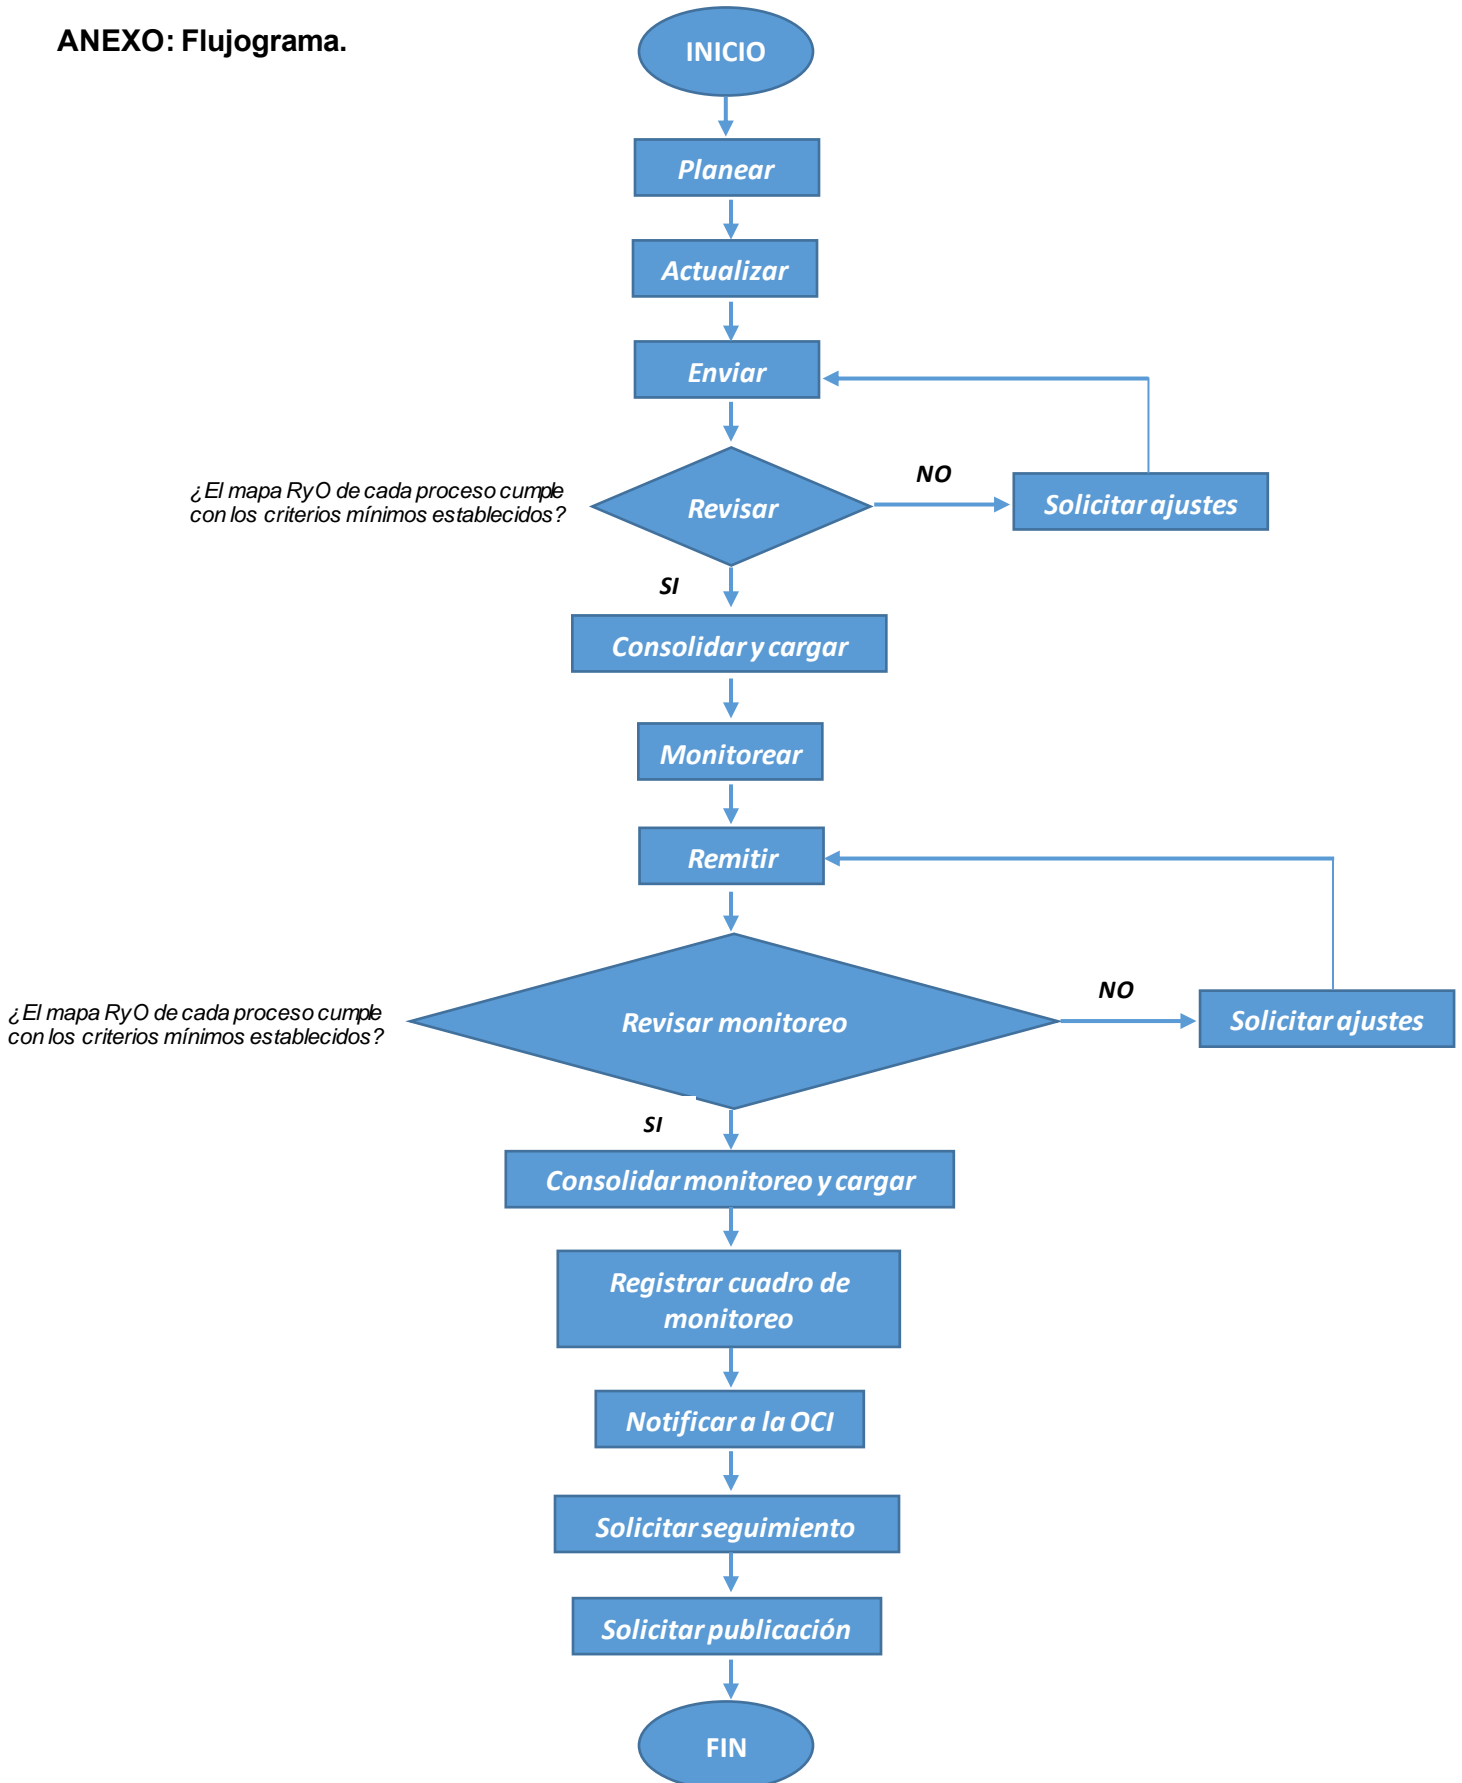 ANEXO: Flujograma.
INICIO
Planear
Actualizar
Enviar
¿El mapa RyO de cada proceso cumple
con los criterios mínimos establecidos?
Revisar
NO
Solicitar ajustes
SI
Consolidar y cargar
Monitorear
Remitir
¿El mapa RyO de cada proceso cumple
con los criterios mínimos establecidos?
Revisar monitoreo
NO
Solicitar ajustes
SI
Consolidar monitoreo y cargar
Registrar cuadro de
monitoreo
Notificar a la OCI
Solicitar seguimiento
Solicitar publicación
FIN